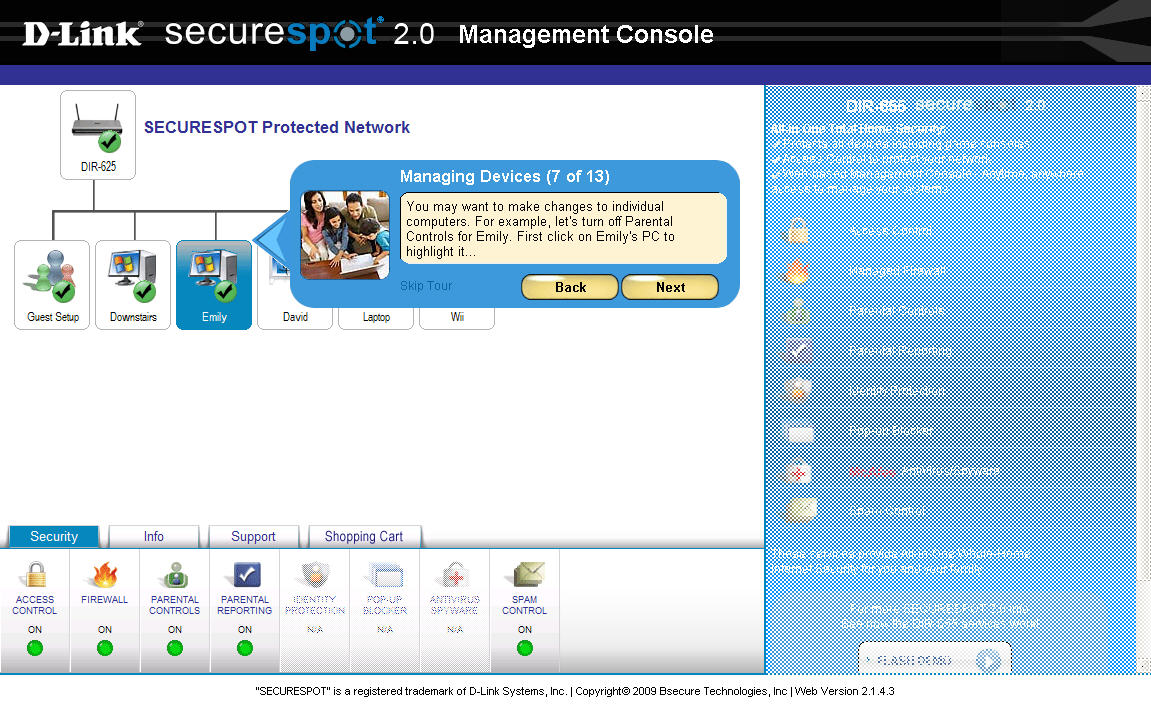 D-Link® securespot® 2.0 Management Console
DIR-625
SECURESPOT Protected Network
Managing Devices (7 of 13)
You may want to make changes to individual
computers. For example, let's turn off Parental
Controls for Emily. First click on Emily's PC to
highlight it...
Skip Tour
Back
Next
Guest Setup
Downstairs
Emily
David
Laptop
Wii
DIR-655 secure 2.0
All-in-One Total Home Security:
✓Protects all devices including game consoles
✓Access Control to protect your network
✓Web-based Management Console - Anytime, anywhere
access to manage your systems
Access Control
Managed Firewall
Parental Controls
Parental Reporting
Identity Protection
Pop-up Blocker
AntiVirus/Spyware
Spam Control
These services provide All-in-One Whole-Home
Internet Security for you and your family.
For more SECURESPOT 2.0 info,
see how the DIR-655 services work!
FLASH DEMO
Security
Info
Support
Shopping Cart
ACCESS
CONTROL
ON
FIREWALL
ON
PARENTAL
CONTROLS
ON
PARENTAL
REPORTING
ON
IDENTITY
PROTECTION
N/A
POP-UP
BLOCKER
N/A
ANTIVIRUS
SPYWARE
N/A
SPAM
CONTROL
ON
"SECURESPOT" is a registered trademark of D-Link Systems, Inc. | Copyright© 2009 Bsecure Technologies, Inc | Web Version 2.1.4.3